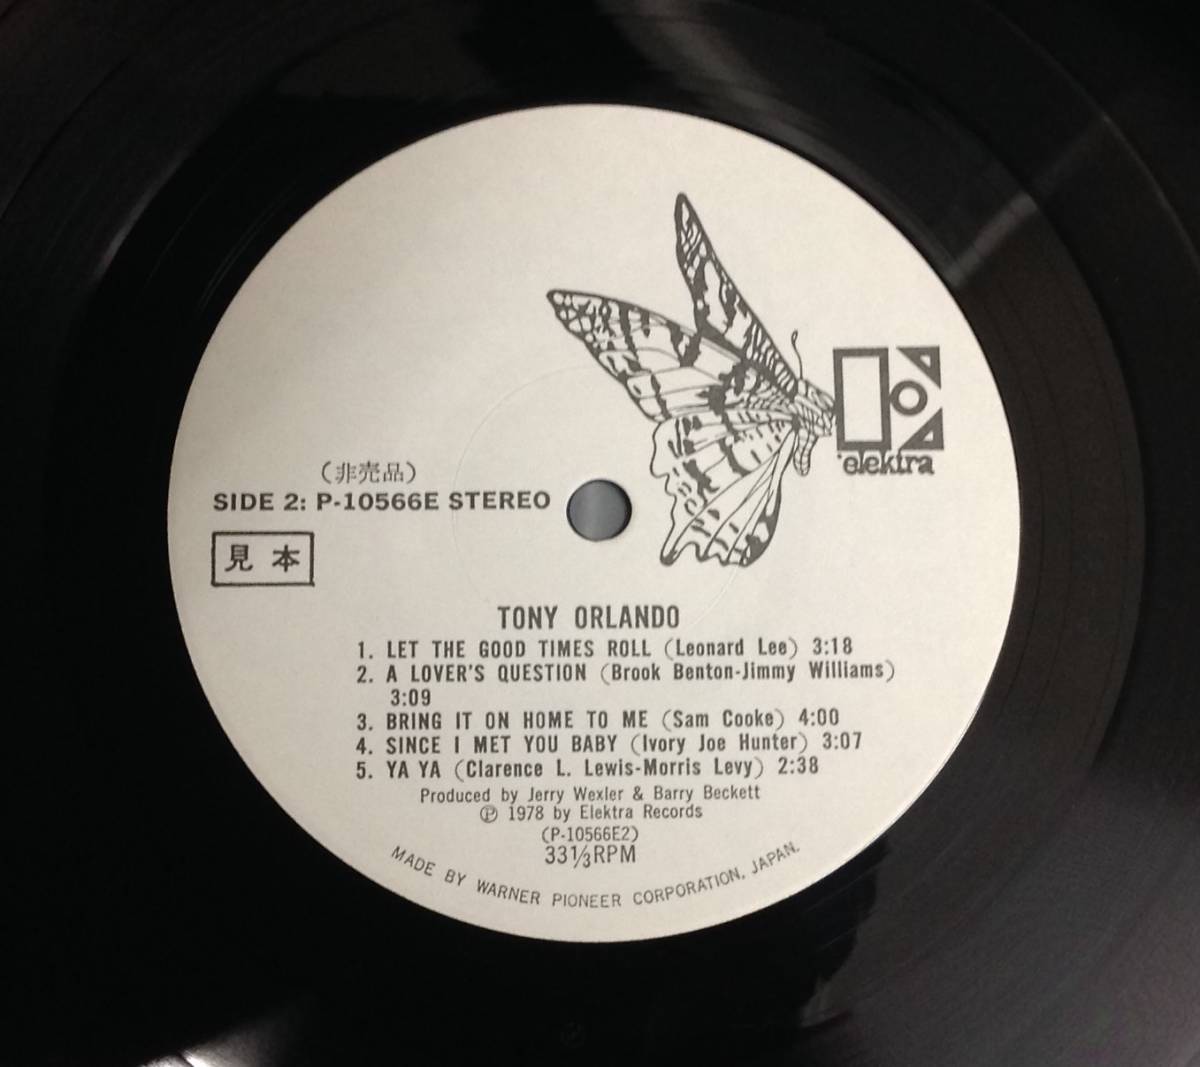 elektra
（非売品）
SIDE 2: P-10566E STEREO
見本
TONY ORLANDO
1. LET THE GOOD TIMES ROLL (Leonard Lee) 3:18
2. A LOVER'S QUESTION (Brook Benton-Jimmy Williams)
3:09
3. BRING IT ON HOME TO ME (Sam Cooke) 4:00
4. SINCE I MET YOU BABY (Ivory Joe Hunter) 3:07
5. YA YA (Clarence L. Lewis-Morris Levy) 2:38
Produced by Jerry Wexler & Barry Beckett
Ⓟ 1978 by Elektra Records
(P-10566E2)
33⅓RPM
MADE BY WARNER PIONEER CORPORATION, JAPAN.